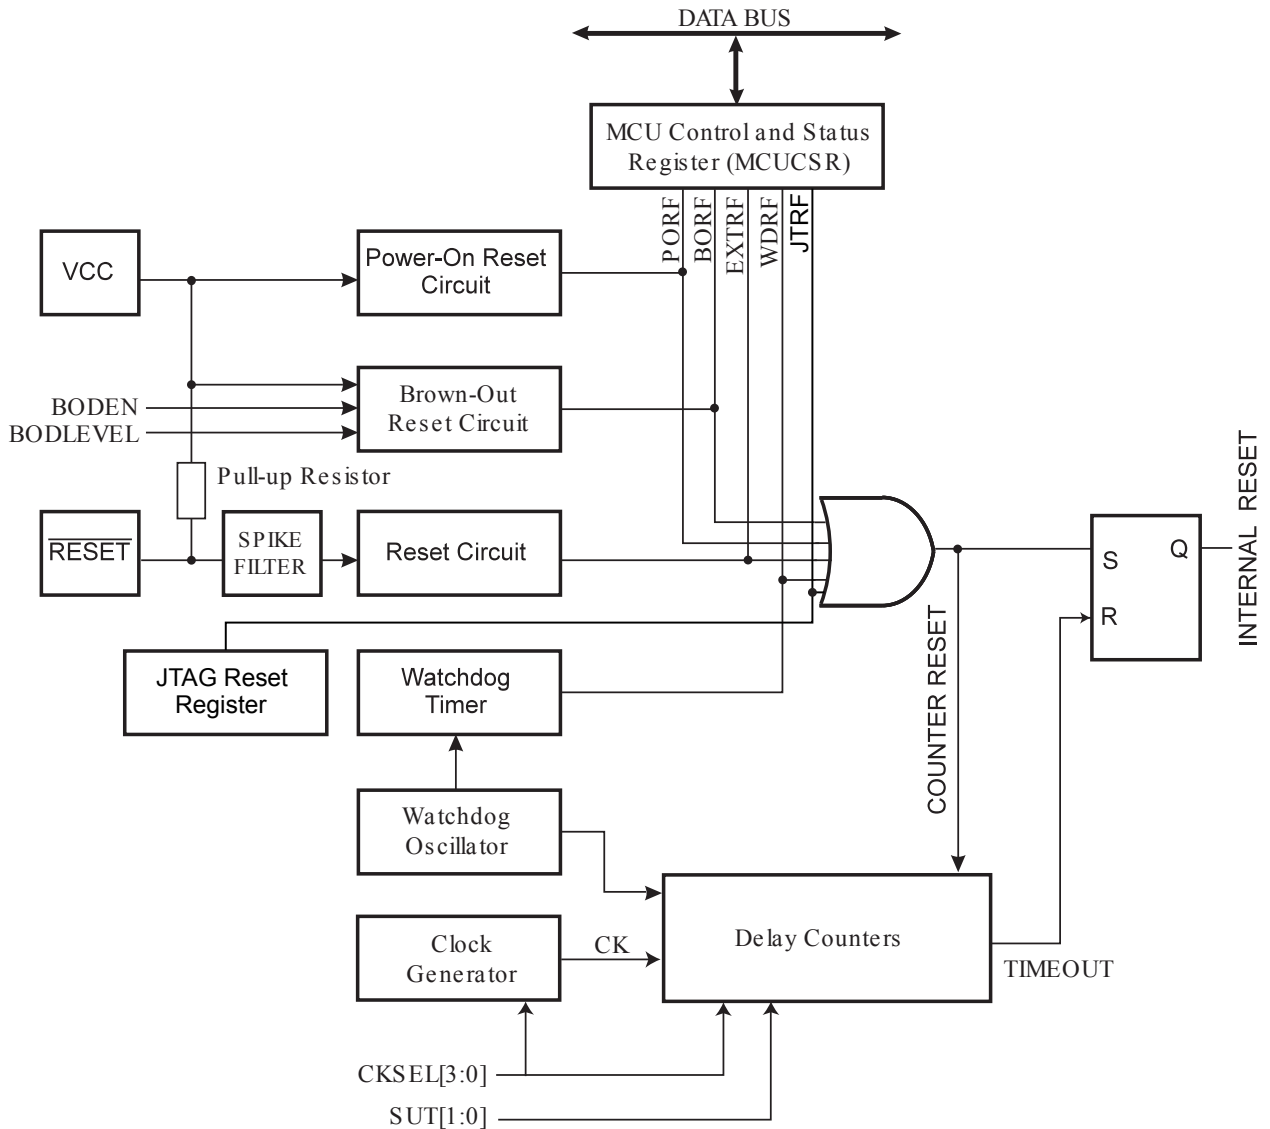 DATA BUS
MCU Control and Status
Register (MCUCSR)
PORF
BORF
EXTRF
WDRF
JTRF
VCC
Power-On Reset
Circuit
Brown-Out
Reset Circuit
BODEN
BODLEVEL
Pull-up Resistor
RESET
SPIKE
FILTER
Reset Circuit
JTAG Reset
Register
Watchdog
Timer
Watchdog
Oscillator
Clock
Generator
CK
Delay Counters
COUNTER RESET
S
R
Q
INTERNAL RESET
TIMEOUT
CKSEL[3:0]
SUT[1:0]